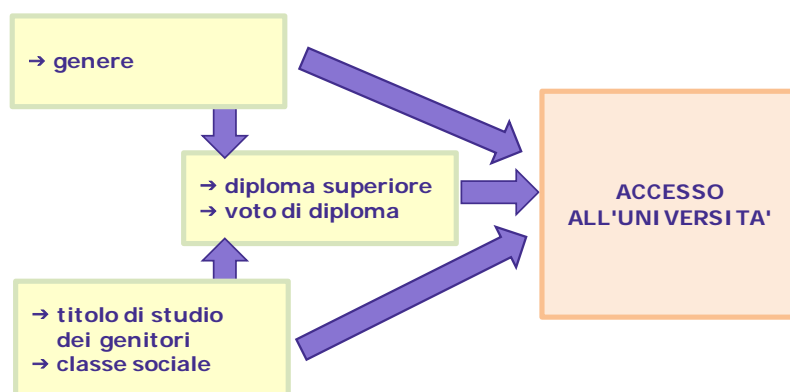 → genere
→ diploma superiore
→ voto di diploma
ACCESSO
ALL'UNIVERSITA'
→ titolo di studio
dei genitori
→ classe sociale